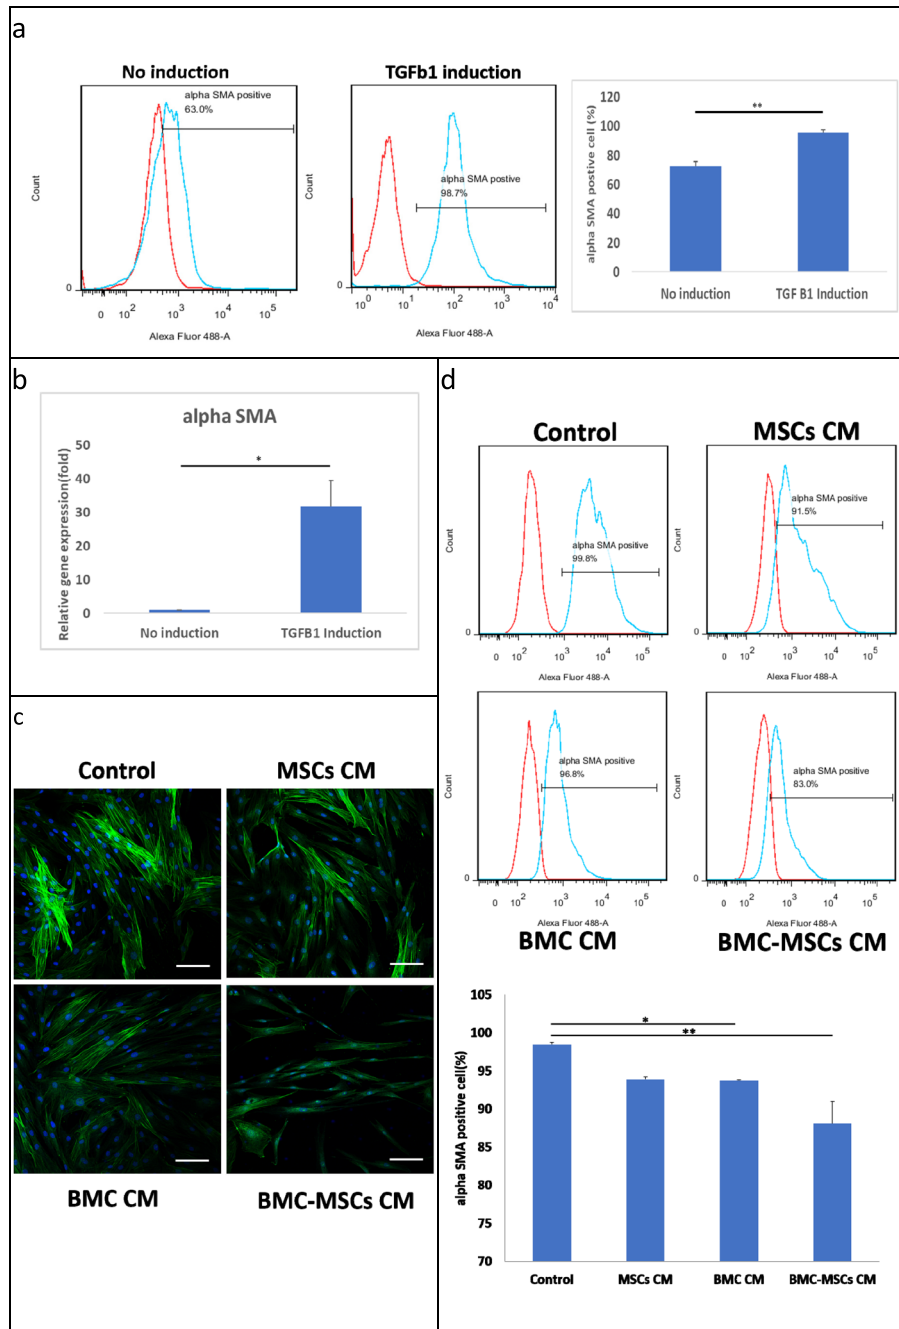 a
No induction
alpha SMA positive
63.0%
Count
0
0 10² 10³ 10⁴ 10⁵
Alexa Fluor 488-A
TGFb1 induction
alpha SMA postive
98.7%
Count
0
10⁰ 10¹ 10² 10³ 10⁴
Alexa Fluor 488-A
alpha SMA postive cell (%)
120
100
80
60
40
20
0
**
No induction
TGF B1 Induction
b
alpha SMA
Relative gene expression(fold)
50
40
30
20
10
0
*
No induction
TGFB1 Induction
c
Control
MSCs CM
BMC CM
BMC-MSCs CM
d
Control
alpha SMA positive
99.8%
Count
0
0 10² 10³ 10⁴ 10⁵
Alexa Fluor 488-A
MSCs CM
alpha SMA positive
91.5%
Count
0
0 10² 10³ 10⁴ 10⁵
Alexa Fluor 488-A
alpha SMA positive
96.8%
Count
0
0 10² 10³ 10⁴ 10⁵
Alexa Fluor 488-A
BMC CM
alpha SMA positive
83.0%
Count
0
0 10² 10³ 10⁴ 10⁵
Alexa Fluor 488-A
BMC-MSCs CM
alpha SMA positive cell(%)
105
100
95
90
85
80
75
70
*
**
Control
MSCs CM
BMC CM
BMC-MSCs CM